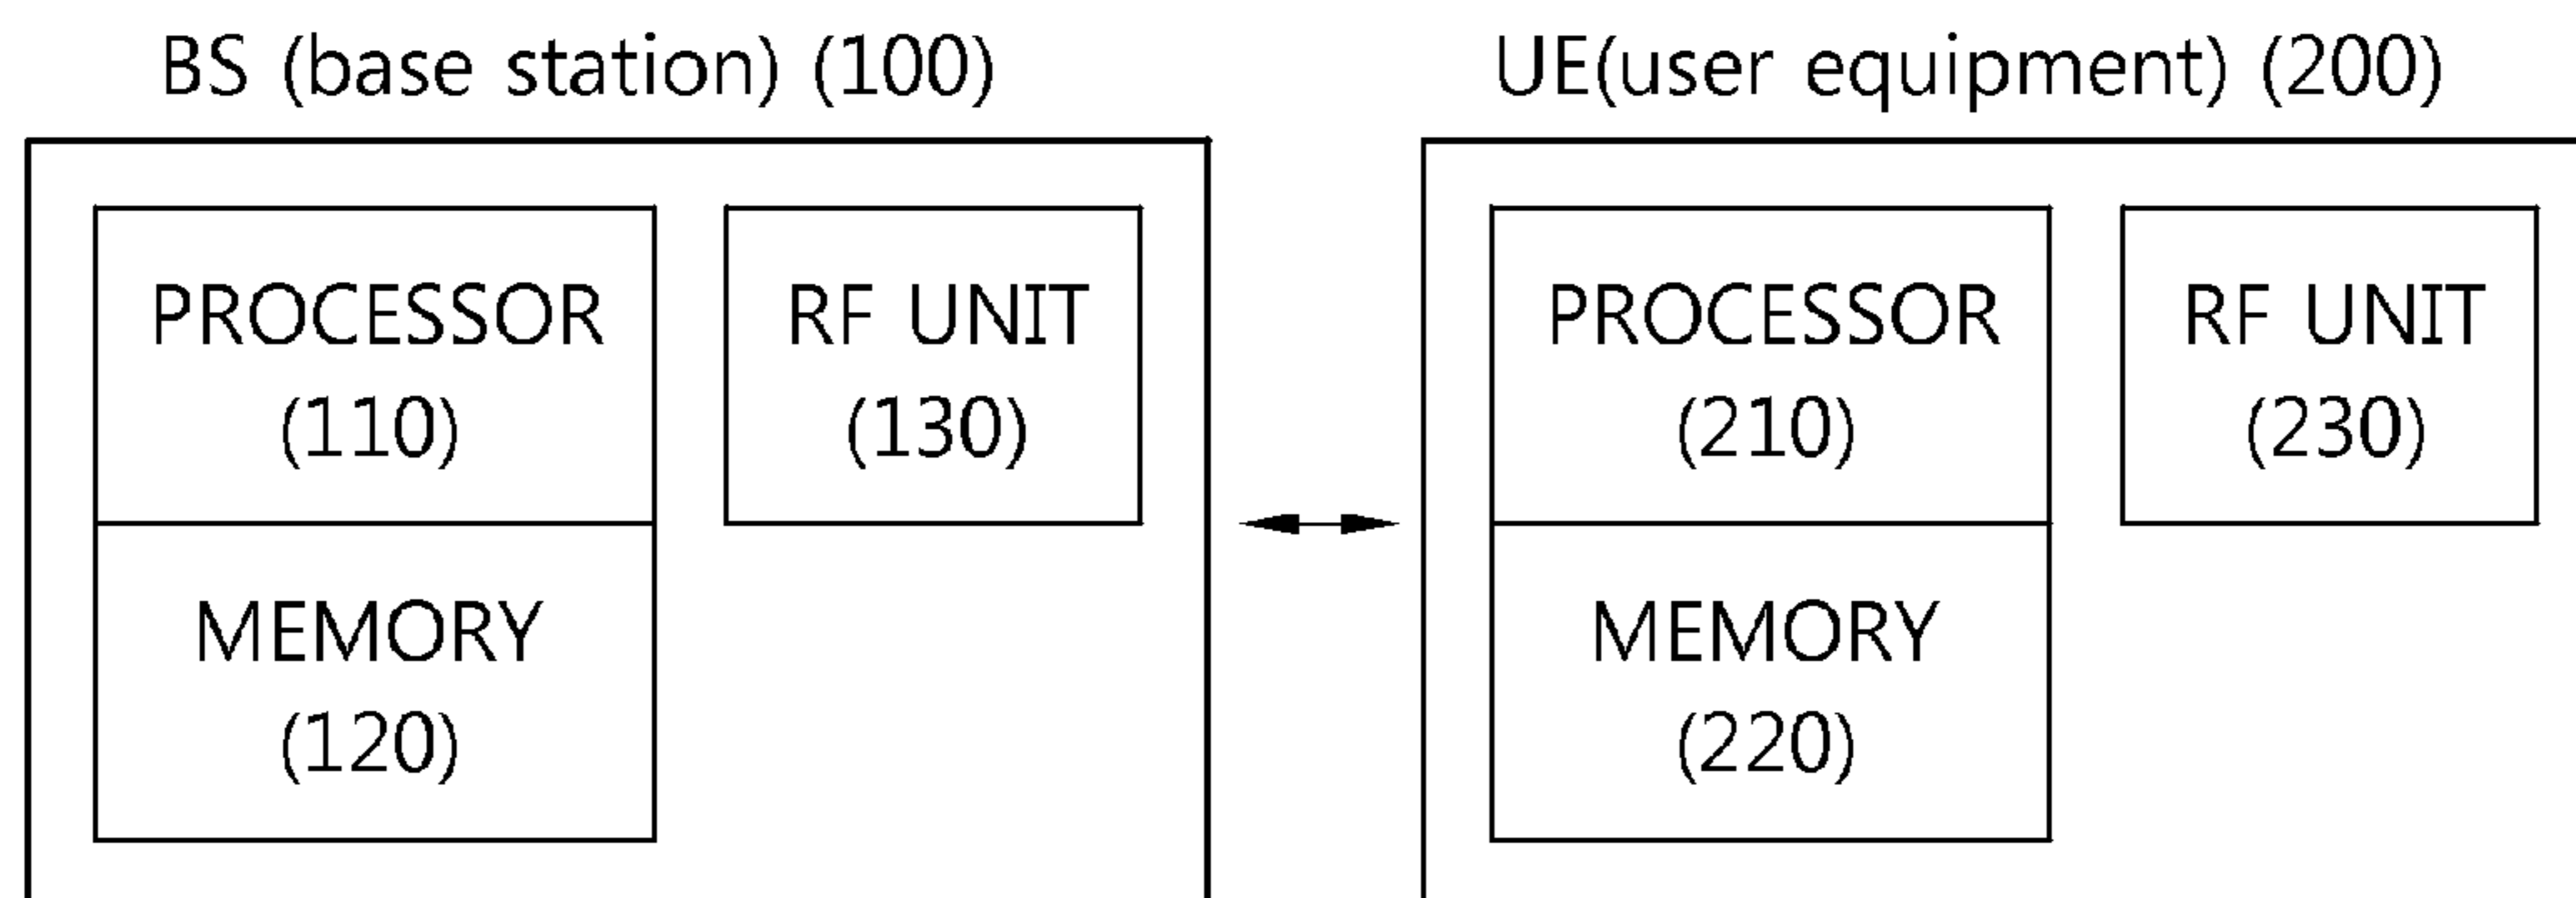 BS (base station) (100)
PROCESSOR
(110)
RF UNIT
(130)
MEMORY
(120)
UE(user equipment) (200)
PROCESSOR
(210)
RF UNIT
(230)
MEMORY
(220)